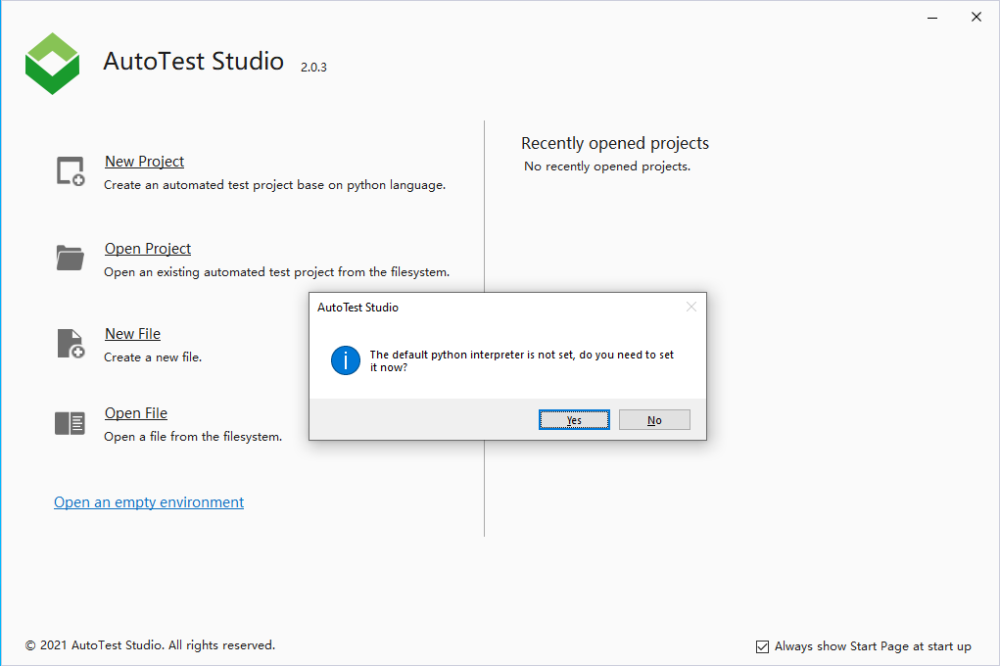 AutoTest Studio 2.0.3
New Project
Create an automated test project base on python language.
Open Project
Open an existing automated test project from the filesystem.
New File
Create a new file.
Open File
Open a file from the filesystem.
Open an empty environment
Recently opened projects
No recently opened projects.
AutoTest Studio
The default python interpreter is not set, do you need to set
it now?
Yes
No
© 2021 AutoTest Studio. All rights reserved.
Always show Start Page at start up